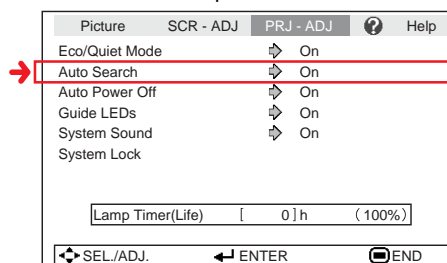 Picture SCR - ADJ PRJ - ADJ ? Help
Eco/Quiet Mode On
Auto Search On
Auto Power Off On
Guide LEDs On
System Sound On
System Lock
Lamp Timer(Life) [ 0 ] h ( 100% )
SEL./ADJ. ENTER END